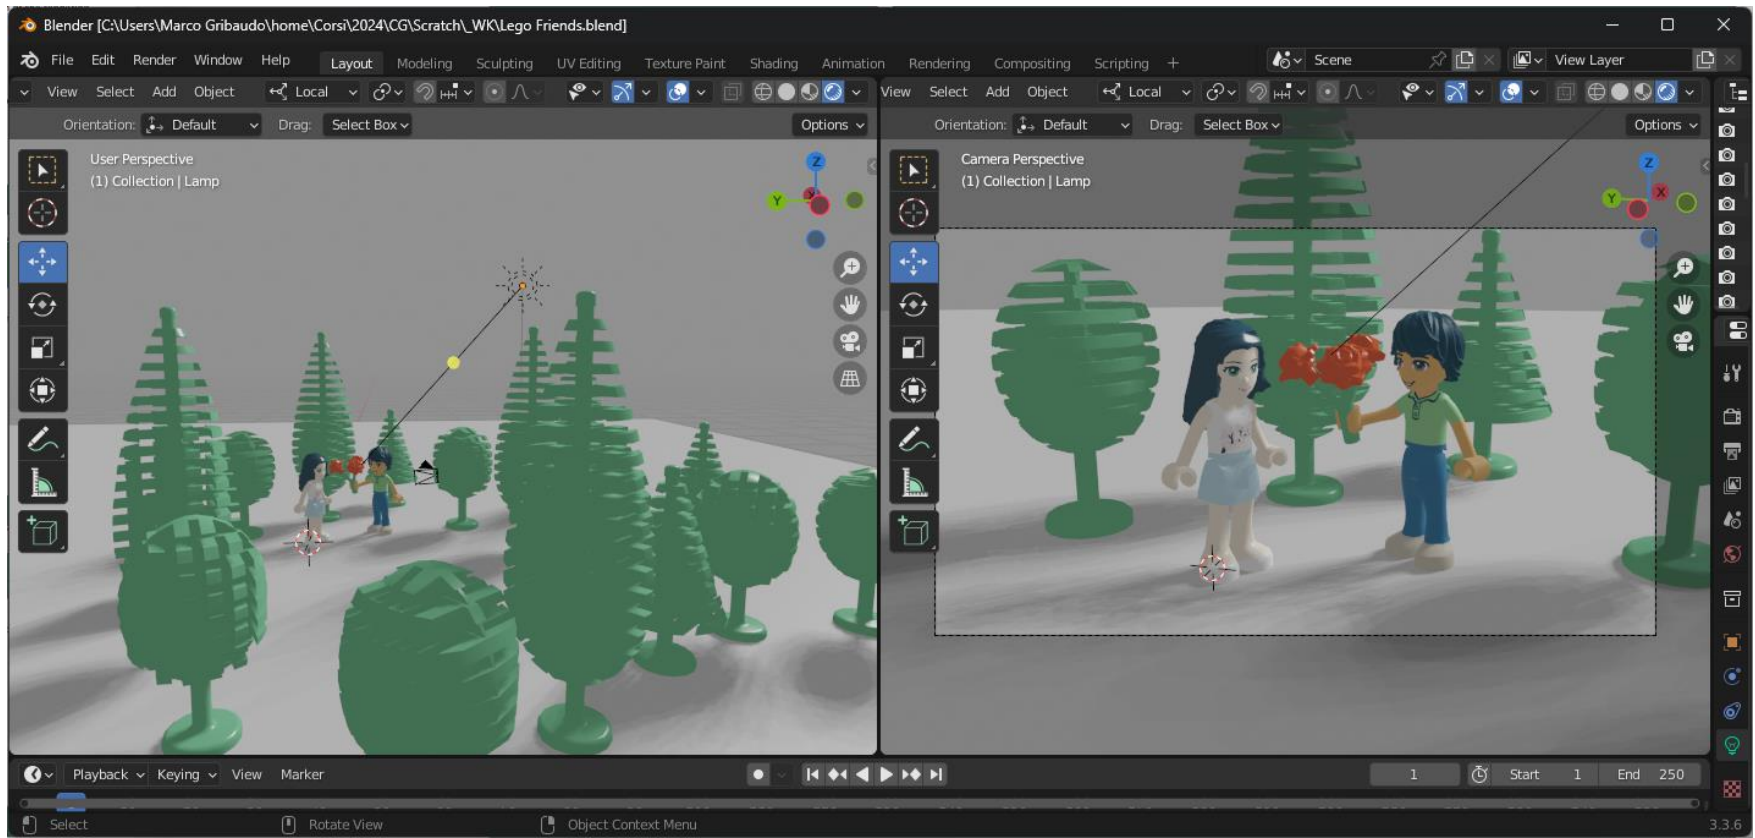 Blender [C:\Users\Marco Gribaudo\home\Corsi\2024\CG\Scratch\_WK\Lego Friends.blend]
File Edit Render Window Help Layout Modeling Sculpting UV Editing Texture Paint Shading Animation Rendering Compositing Scripting + Scene View Layer
View Select Add Object Local View Select Add Object Local
Orientation: Default Drag: Select Box Options Orientation: Default Drag: Select Box Options
User Perspective
(1) Collection | Lamp
Z
Y
Camera Perspective
(1) Collection | Lamp
Z
X
Y
Playback Keying View Marker 1 Start 1 End 250
Select Rotate View Object Context Menu 3.3.6